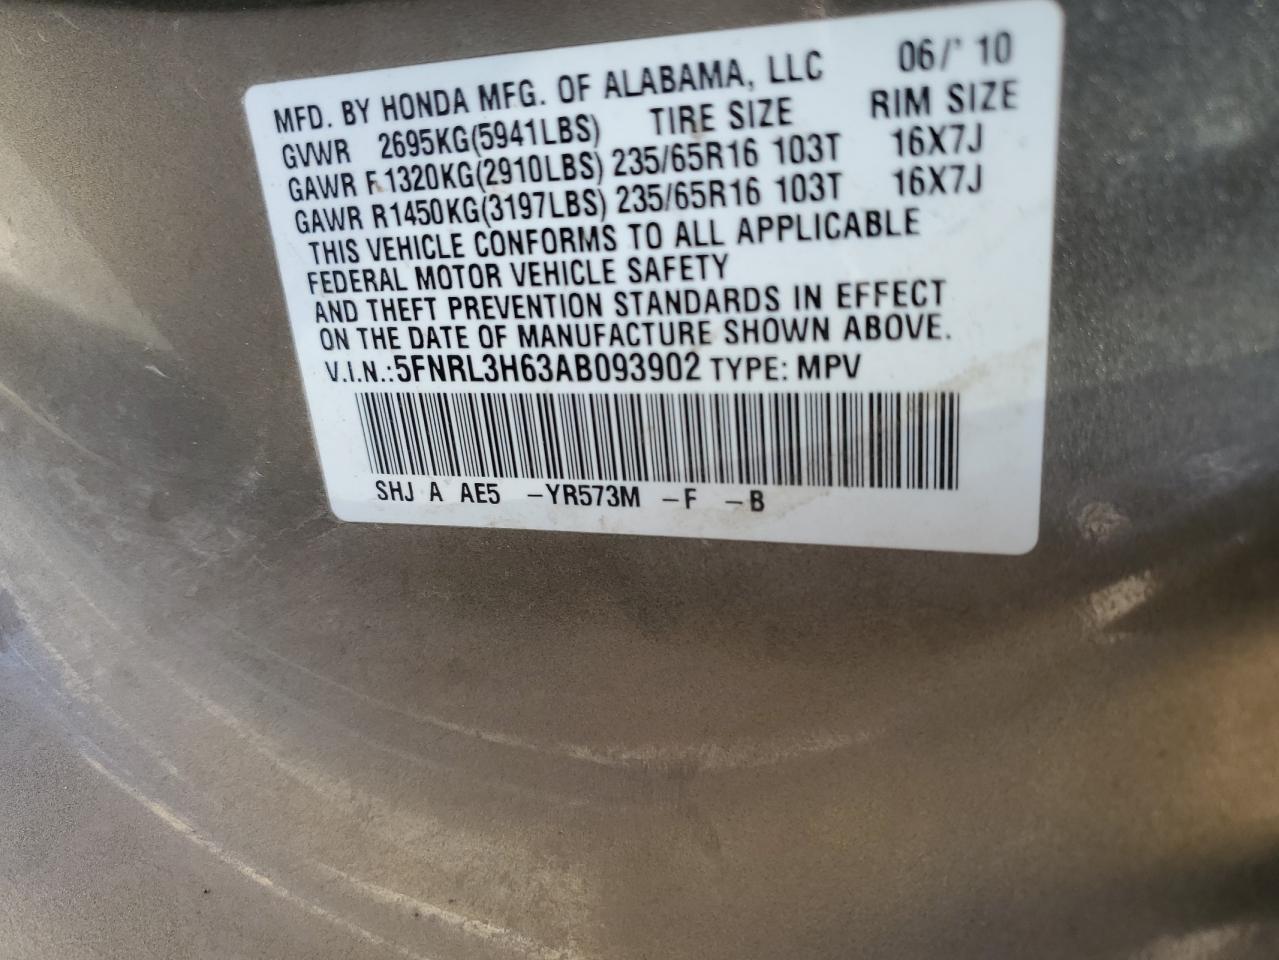 MFD. BY HONDA MFG. OF ALABAMA, LLC 06/' 10
GVWR 2695KG(5941LBS) TIRE SIZE RIM SIZE
GAWR F 1320KG(2910LBS) 235/65R16 103T 16X7J
GAWR R1450KG(3197LBS) 235/65R16 103T 16X7J
THIS VEHICLE CONFORMS TO ALL APPLICABLE
FEDERAL MOTOR VEHICLE SAFETY
AND THEFT PREVENTION STANDARDS IN EFFECT
ON THE DATE OF MANUFACTURE SHOWN ABOVE.
V.I.N.:5FNRL3H63AB093902 TYPE: MPV
SHJ A AE5 -YR573M -F -B